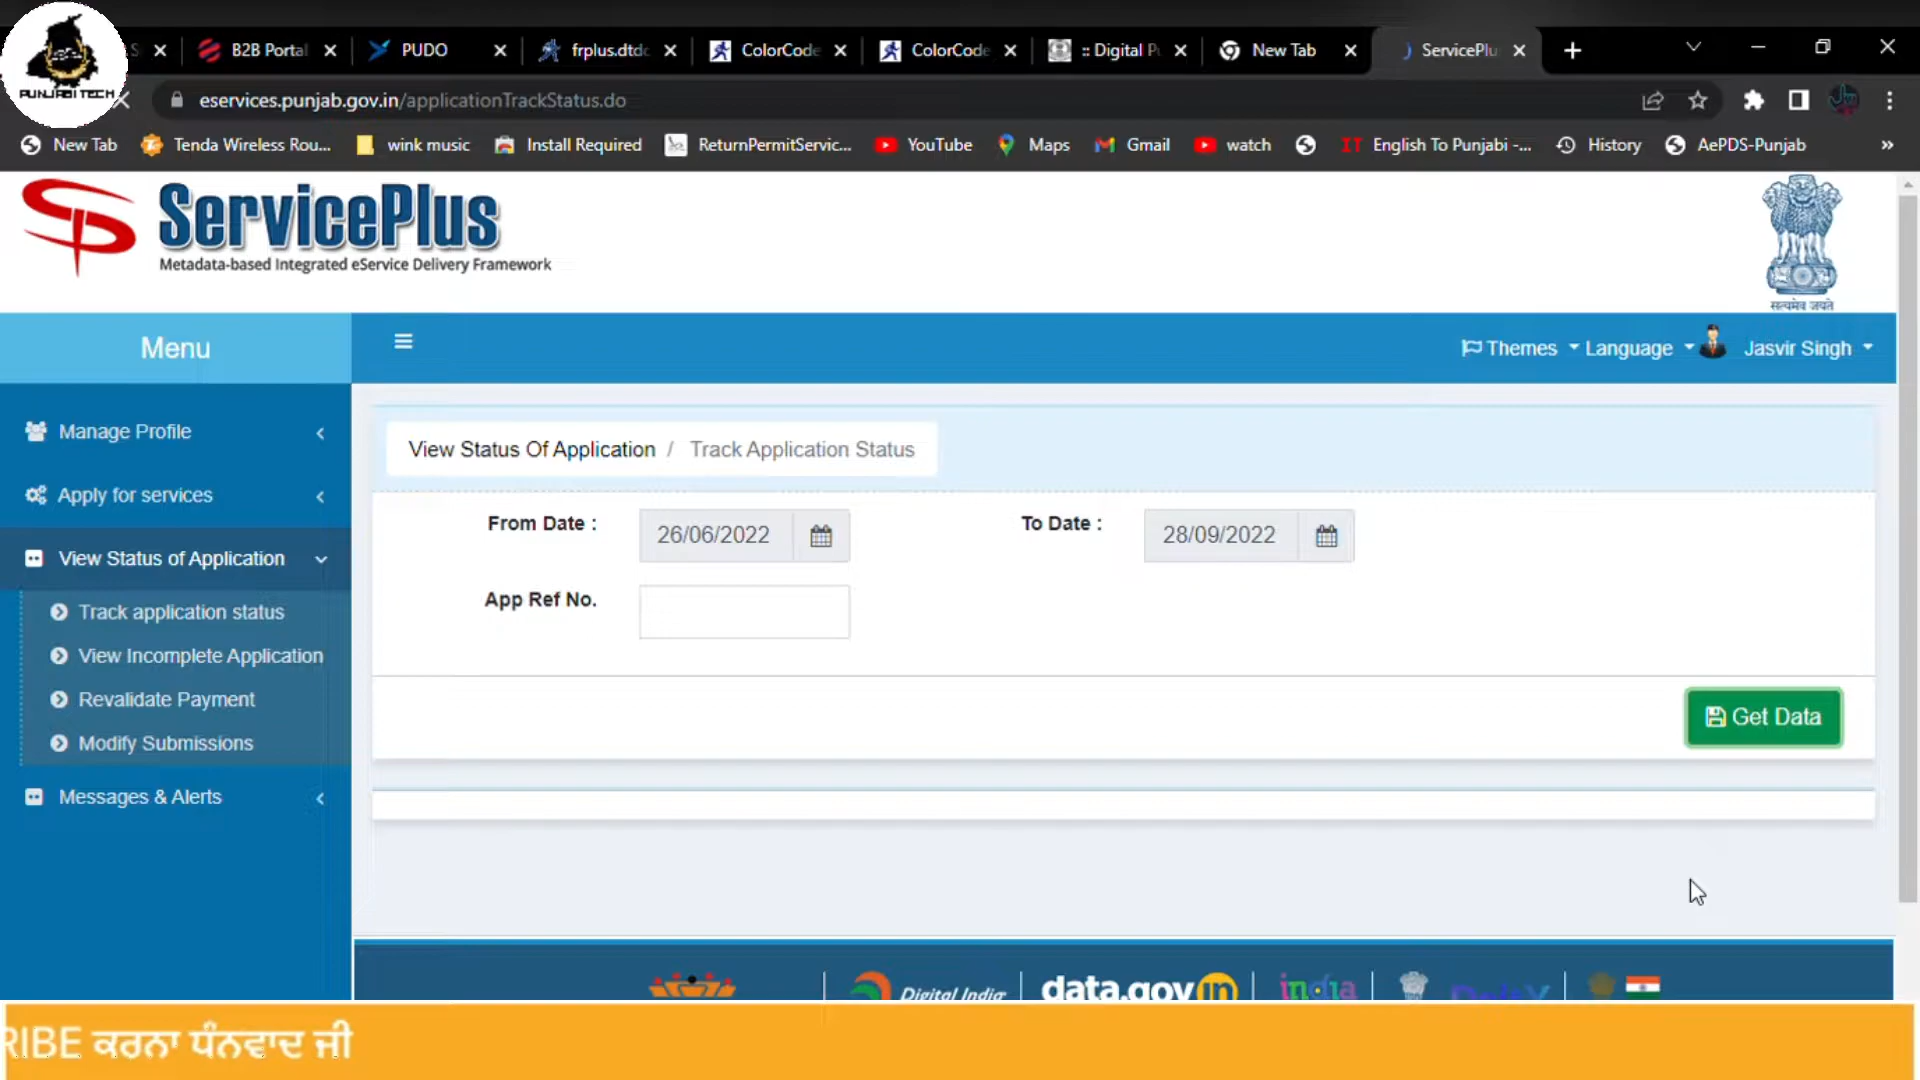 PUNJABI TECH
B2B Portal
PUDO
frplus.dtdc
ColorCode
ColorCode
:: Digital P
New Tab
ServicePlu
eservices.punjab.gov.in/applicationTrackStatus.do
New Tab
Tenda Wireless Rou...
wink music
Install Required
ReturnPermitServic...
YouTube
Maps
Gmail
watch
English To Punjabi -...
History
AePDS-Punjab
»
ServicePlus
Metadata-based Integrated eService Delivery Framework
सत्यमेव जयते
Menu
Themes
Language
Jasvir Singh
Manage Profile
Apply for services
View Status of Application
Track application status
View Incomplete Application
Revalidate Payment
Modify Submissions
Messages & Alerts
View Status Of Application / Track Application Status
From Date :
26/06/2022
To Date :
28/09/2022
App Ref No.
Get Data
Digital India
data.gov in
india
RIBE ਕਰਨਾ ਧੰਨਵਾਦ ਜੀ